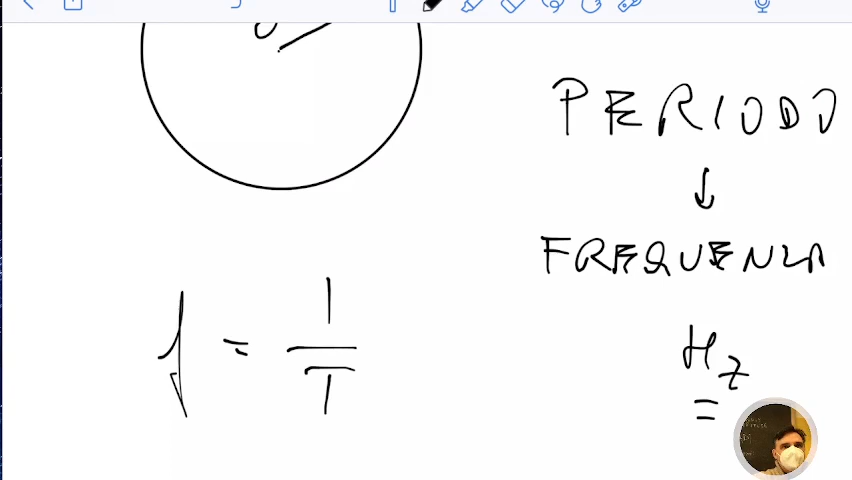 PERIODO
↓
FREQUENZA
f = 1/T
Hz
=